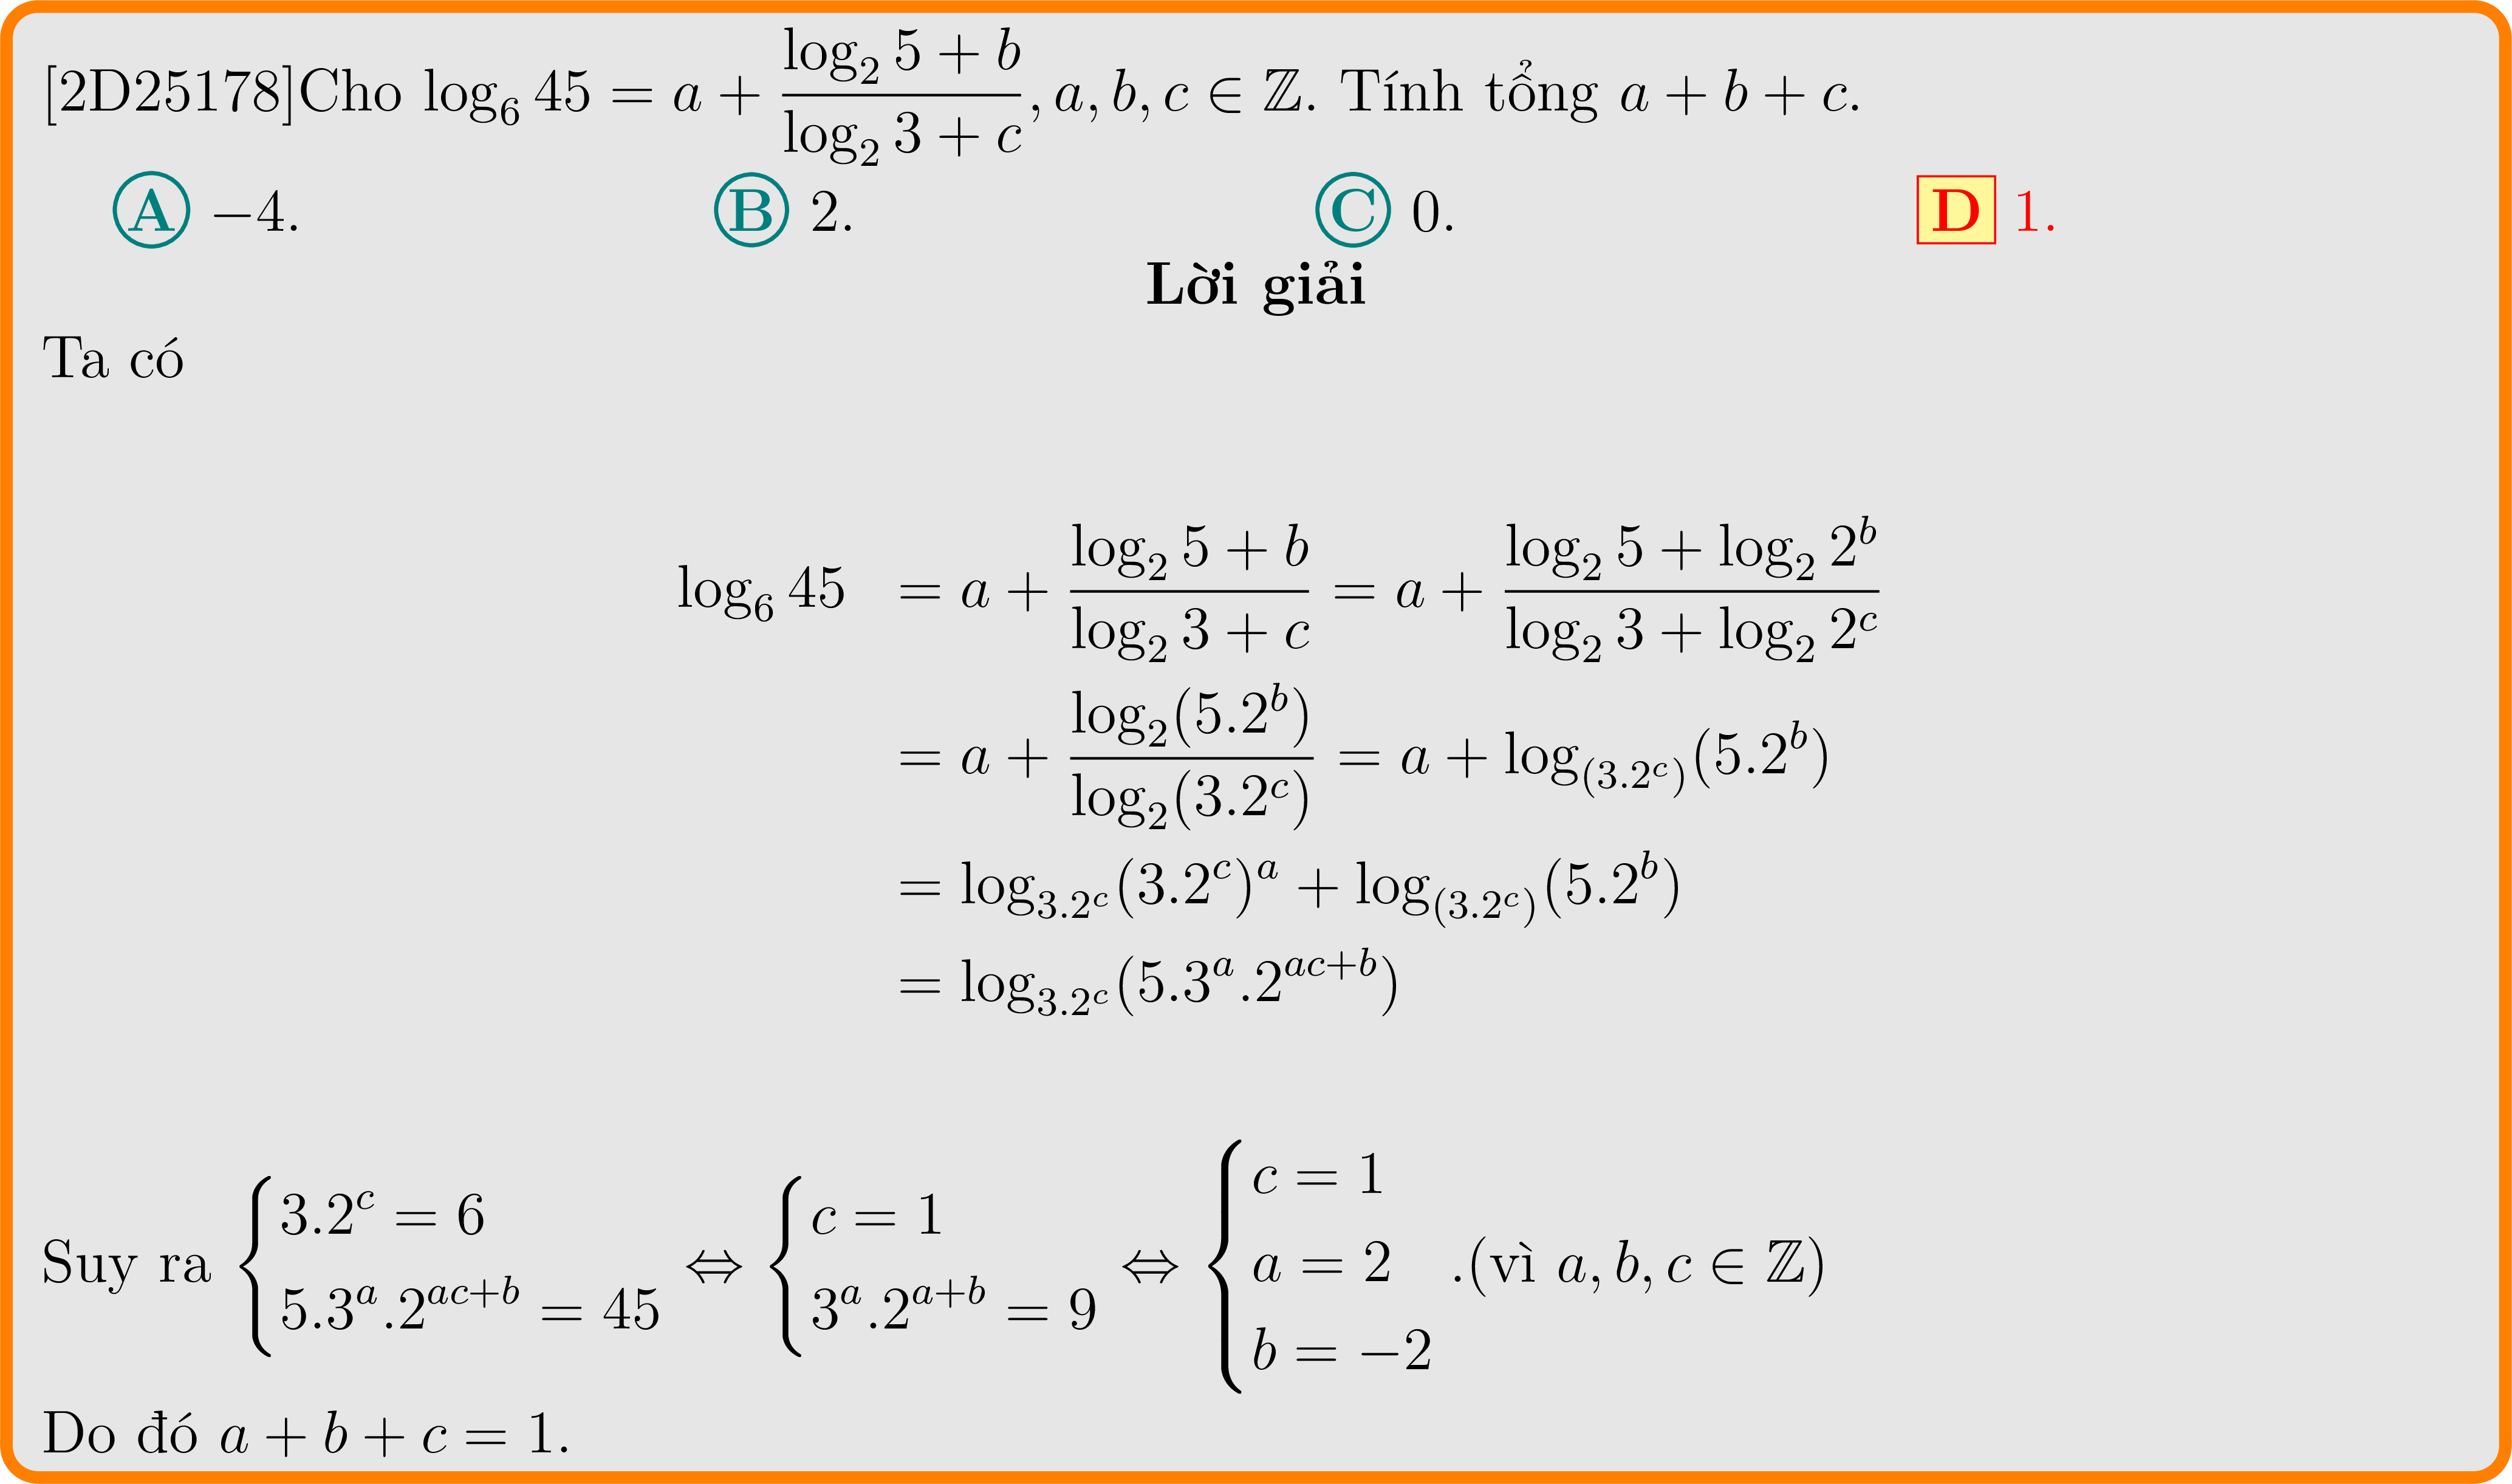 [2D25178]Cho $\log_6 45 = a + \dfrac{\log_2 5 + b}{\log_2 3 + c}, a, b, c \in \mathbb{Z}$. Tính tổng $a + b + c$.
A −4. B 2. C 0. D 1.
Lời giải
Ta có
$\log_6 45 = a + \dfrac{\log_2 5 + b}{\log_2 3 + c} = a + \dfrac{\log_2 5 + \log_2 2^b}{\log_2 3 + \log_2 2^c}$
$= a + \dfrac{\log_2(5.2^b)}{\log_2(3.2^c)} = a + \log_{(3.2^c)}(5.2^b)$
$= \log_{3.2^c}(3.2^c)^a + \log_{(3.2^c)}(5.2^b)$
$= \log_{3.2^c}(5.3^a.2^{ac+b})$
Suy ra $\begin{cases} 3.2^c = 6 \\ 5.3^a.2^{ac+b} = 45 \end{cases} \Leftrightarrow \begin{cases} c = 1 \\ 3^a.2^{a+b} = 9 \end{cases} \Leftrightarrow \begin{cases} c = 1 \\ a = 2 \\ b = -2 \end{cases}$ .(vì $a, b, c \in \mathbb{Z}$)
Do đó $a + b + c = 1$.